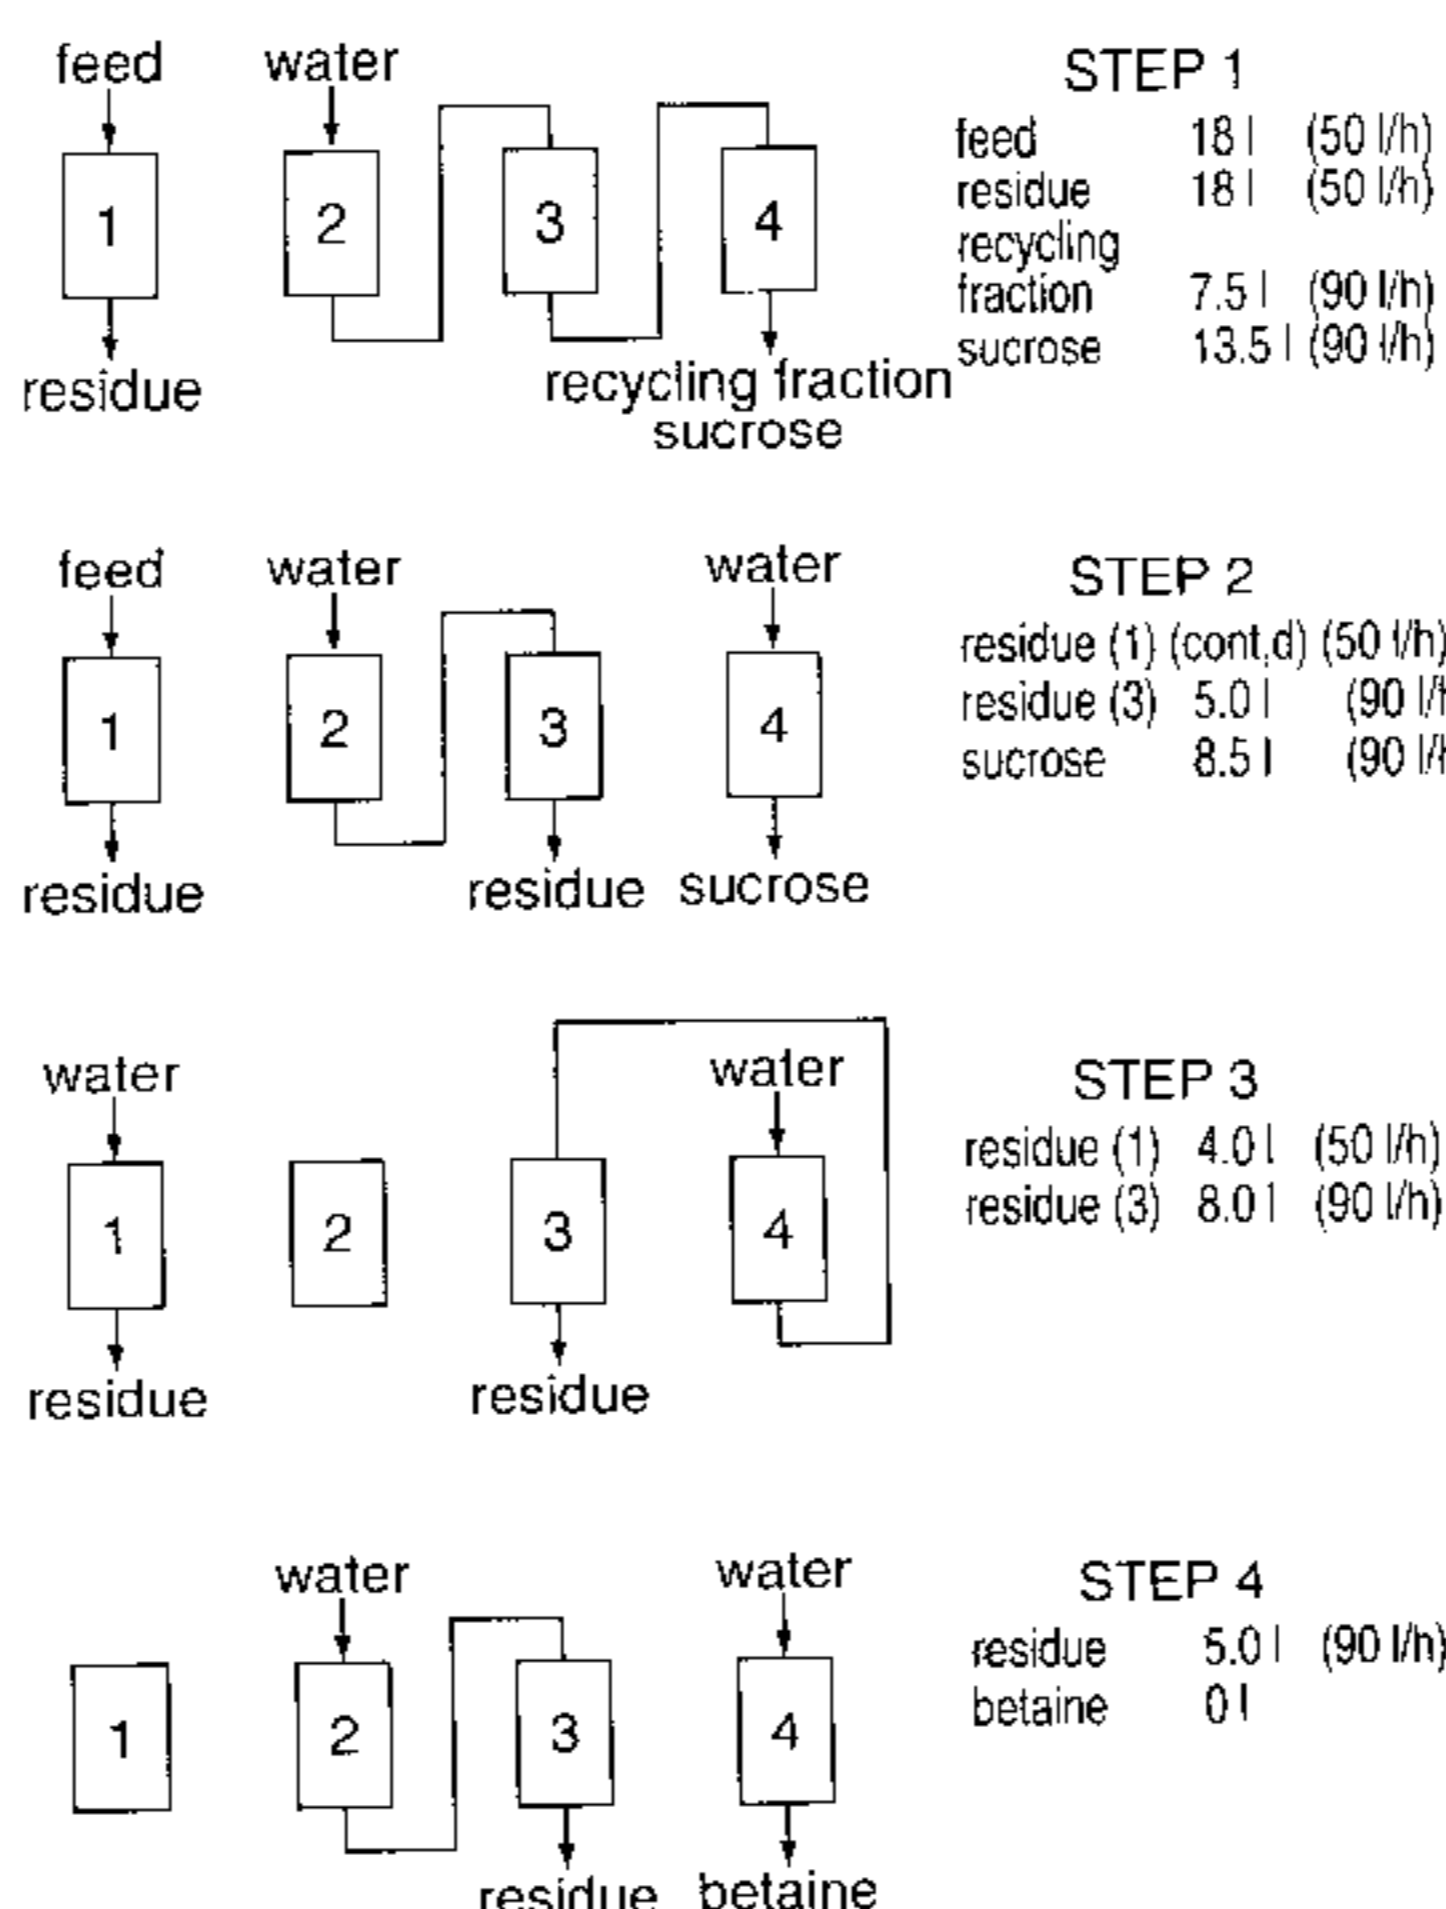 feed water STEP 1
feed 18 l (50 l/h)
1 2 3 4 residue 18 l (50 l/h)
recycling
fraction 7.5 l (90 l/h)
residue recycling fraction sucrose 13.5 l (90 l/h)
sucrose
feed water water STEP 2
residue (1) (cont,d) (50 l/h)
1 2 3 4 residue (3) 5.0 l (90 l/h
sucrose 8.5 l (90 l/h
residue residue sucrose
water water STEP 3
residue (1) 4.0 l (50 l/h)
1 2 3 4 residue (3) 8.0 l (90 l/h)
residue residue
water water STEP 4
residue 5.0 l (90 l/h)
1 2 3 4 betaine 0 l
residue betaine